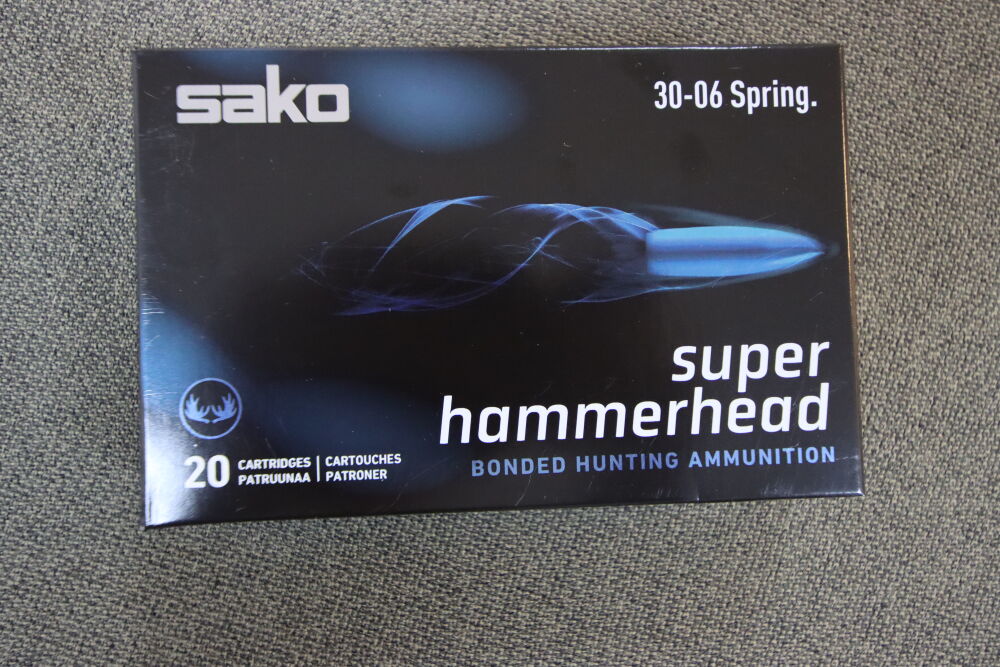 sako
30-06 Spring.
super
hammerhead
BONDED HUNTING AMMUNITION
20 CARTRIDGES | CARTOUCHES
PATRUUNAA | PATRONER